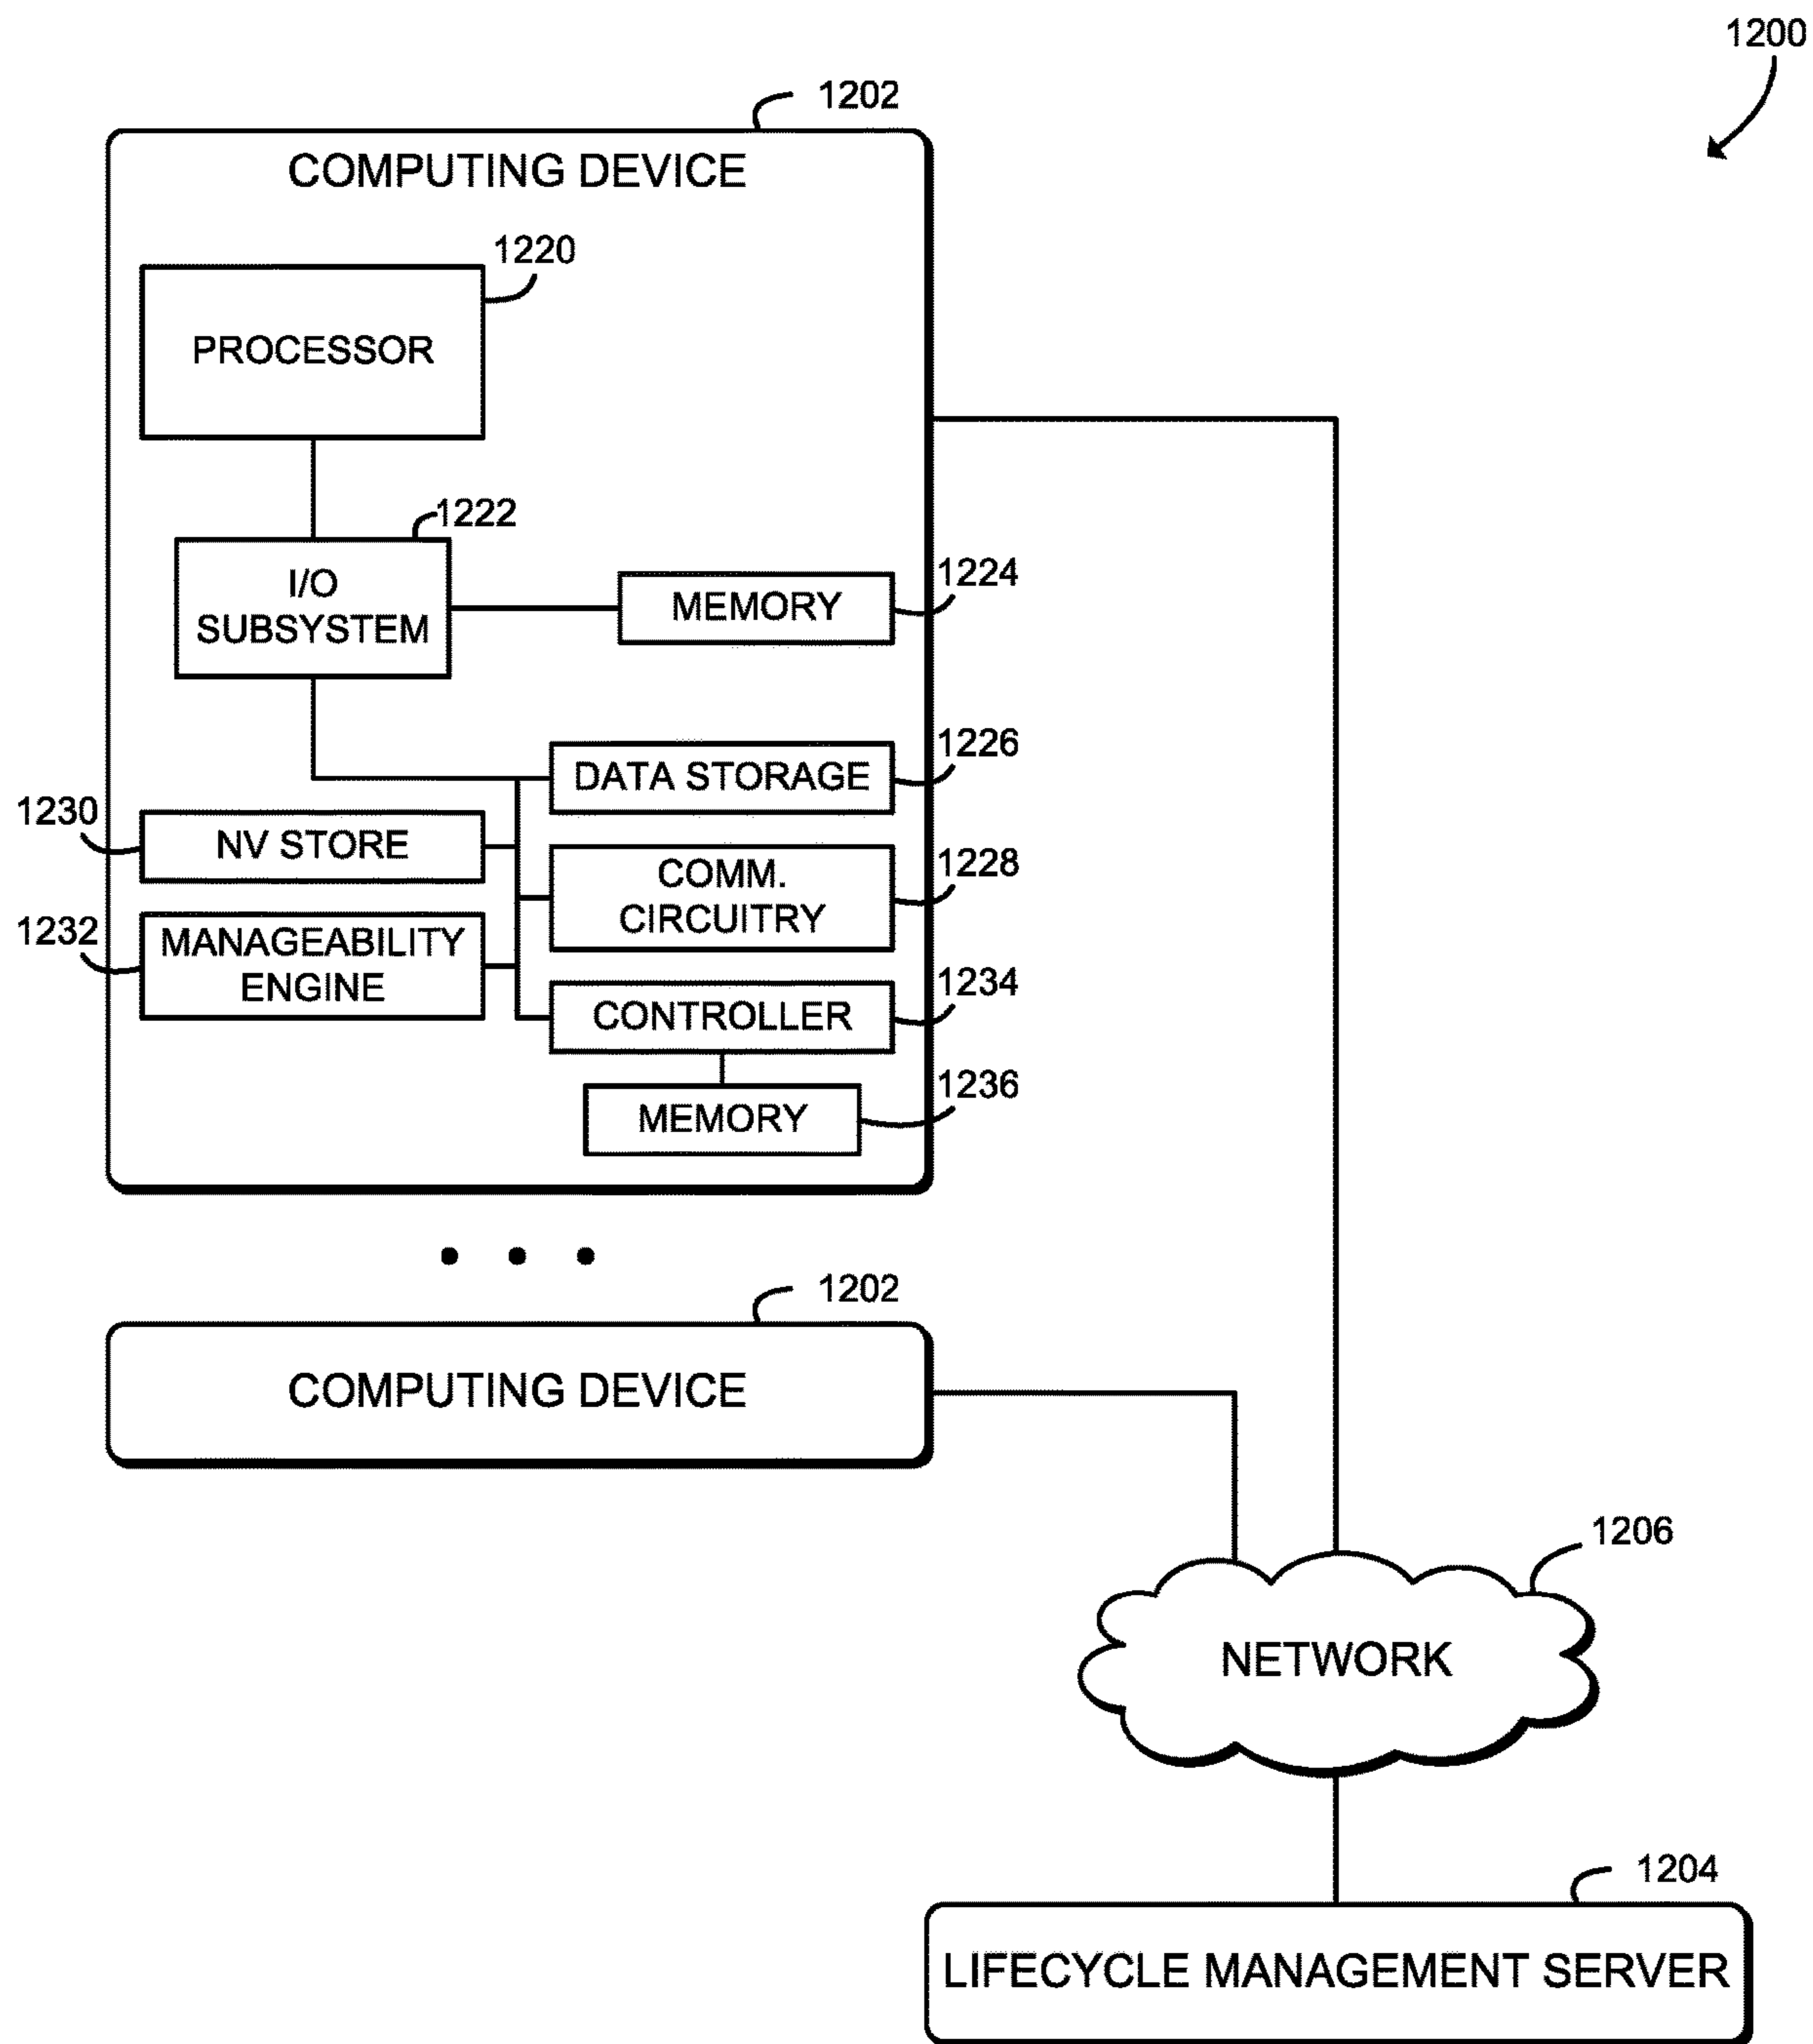 1200
1202
COMPUTING DEVICE
1220
PROCESSOR
1222
I/O
SUBSYSTEM
1224
MEMORY
1226
DATA STORAGE
1230
NV STORE
1228
COMM.
CIRCUITRY
1232
MANAGEABILITY
ENGINE
1234
CONTROLLER
1236
MEMORY
1202
COMPUTING DEVICE
1206
NETWORK
1204
LIFECYCLE MANAGEMENT SERVER